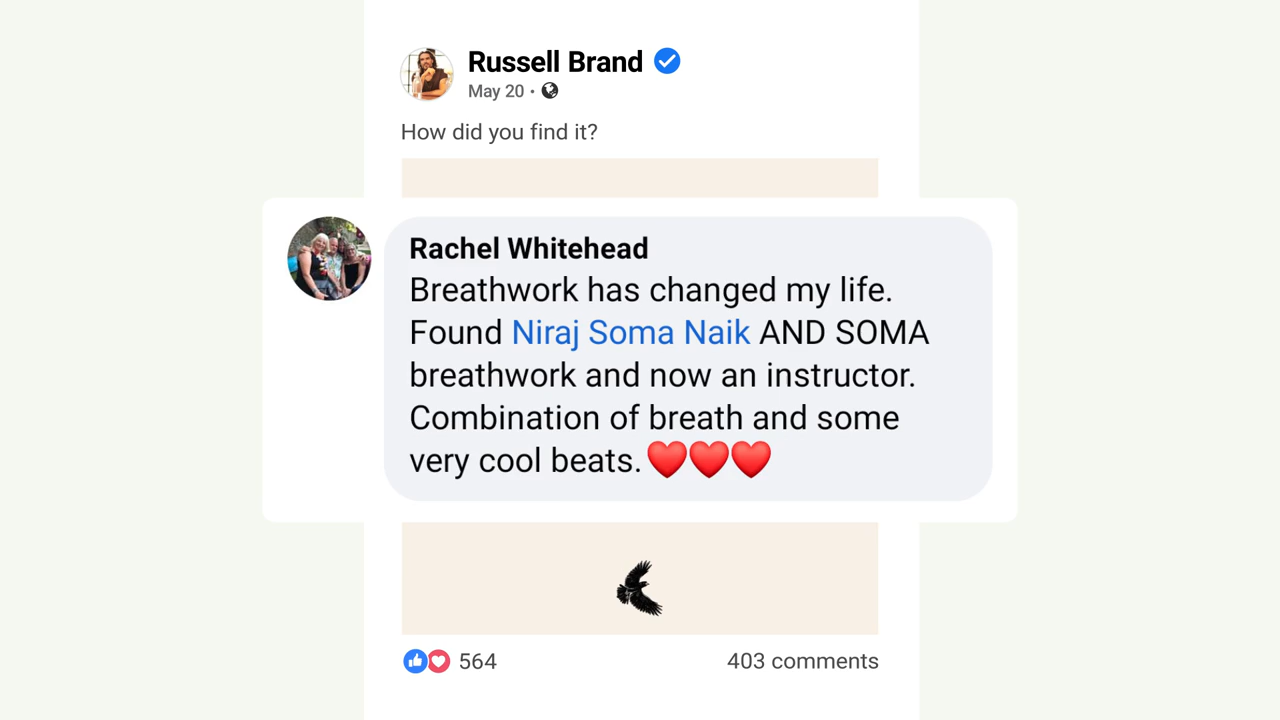 Russell Brand
May 20 ·
How did you find it?
Rachel Whitehead
Breathwork has changed my life.
Found Niraj Soma Naik AND SOMA
breathwork and now an instructor.
Combination of breath and some
very cool beats. ❤️❤️❤️
564
403 comments